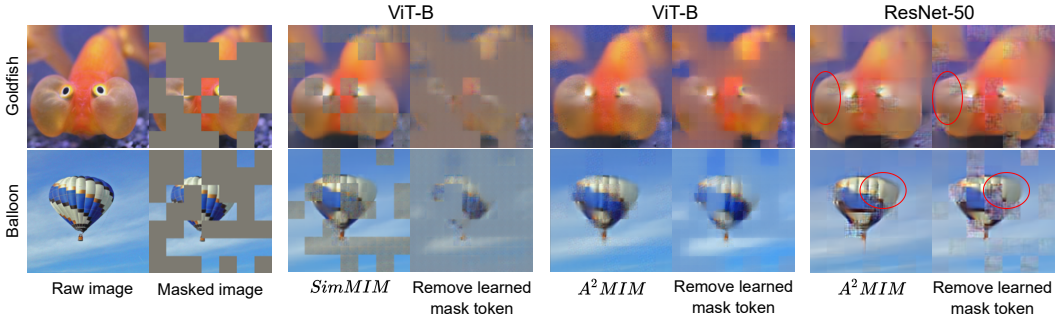 ViT-B
ViT-B
ResNet-50
Goldfish
Balloon
Raw image
Masked image
SimMIM
Remove learned
mask token
A²MIM
Remove learned
mask token
A²MIM
Remove learned
mask token